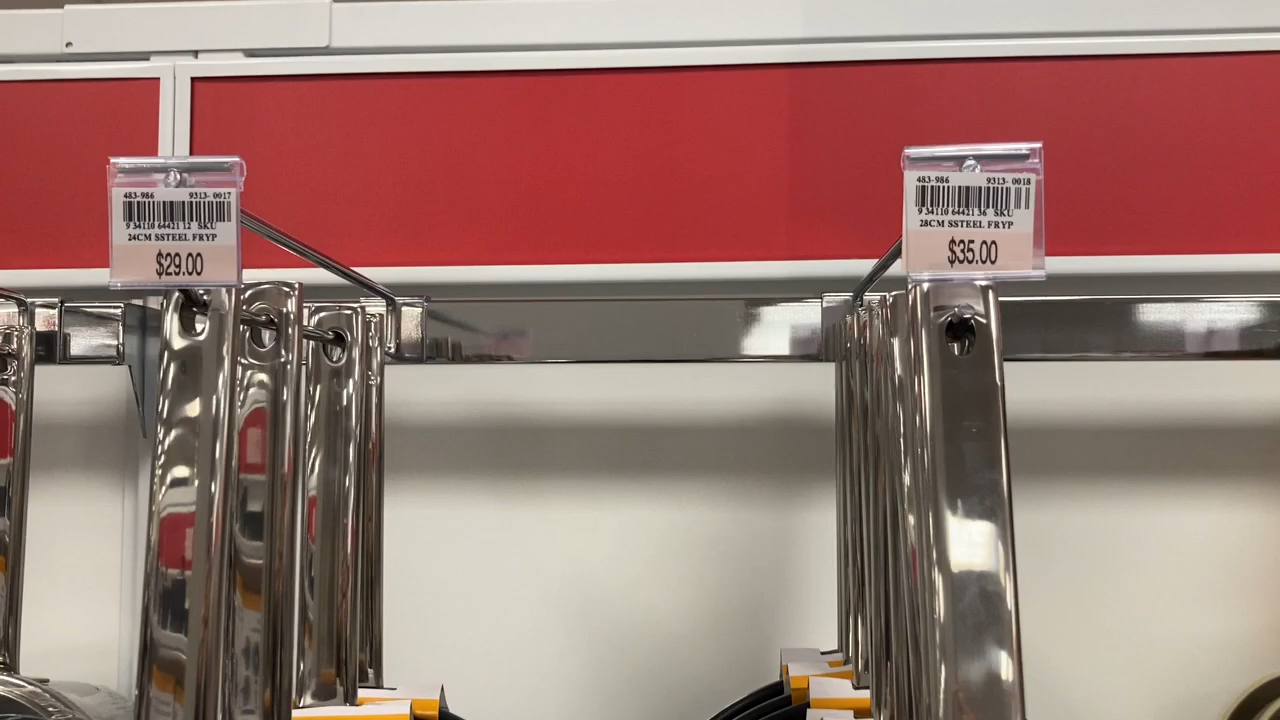 483-986 9313- 0017
9 34110 64421 12 SKU
24CM SSTEEL FRYP
$29.00
483-986 9313- 0018
9 34110 64421 36 SKU
28CM SSTEEL FRYP
$35.00